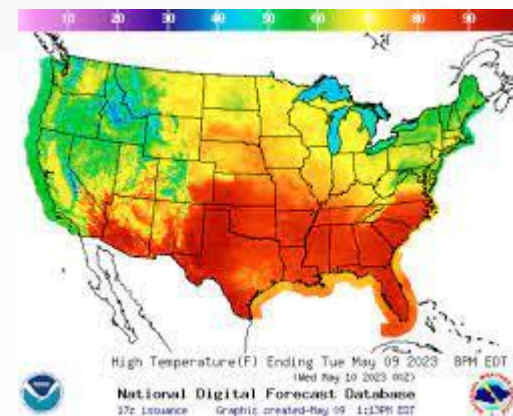 10 20 30 40 50 60 70 80 90
High Temperature(F) Ending Tue May 09 2023 8PM EDT
(Wed May 10 2023 00Z)
National Digital Forecast Database
17z issuance Graphic created-May 09 1:13PM EDT